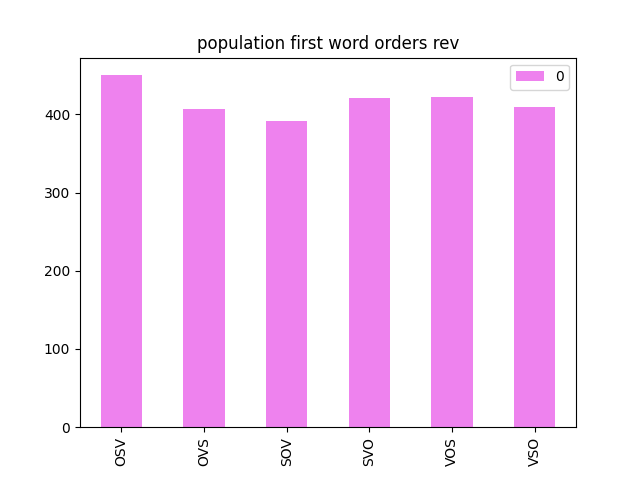 population first word orders rev
0
400
300
200
100
0
OSV
OVS
SOV
SVO
VOS
VSO